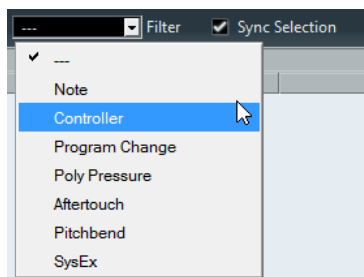 --- Filter Sync Selection
---
Note
Controller
Program Change
Poly Pressure
Aftertouch
Pitchbend
SysEx